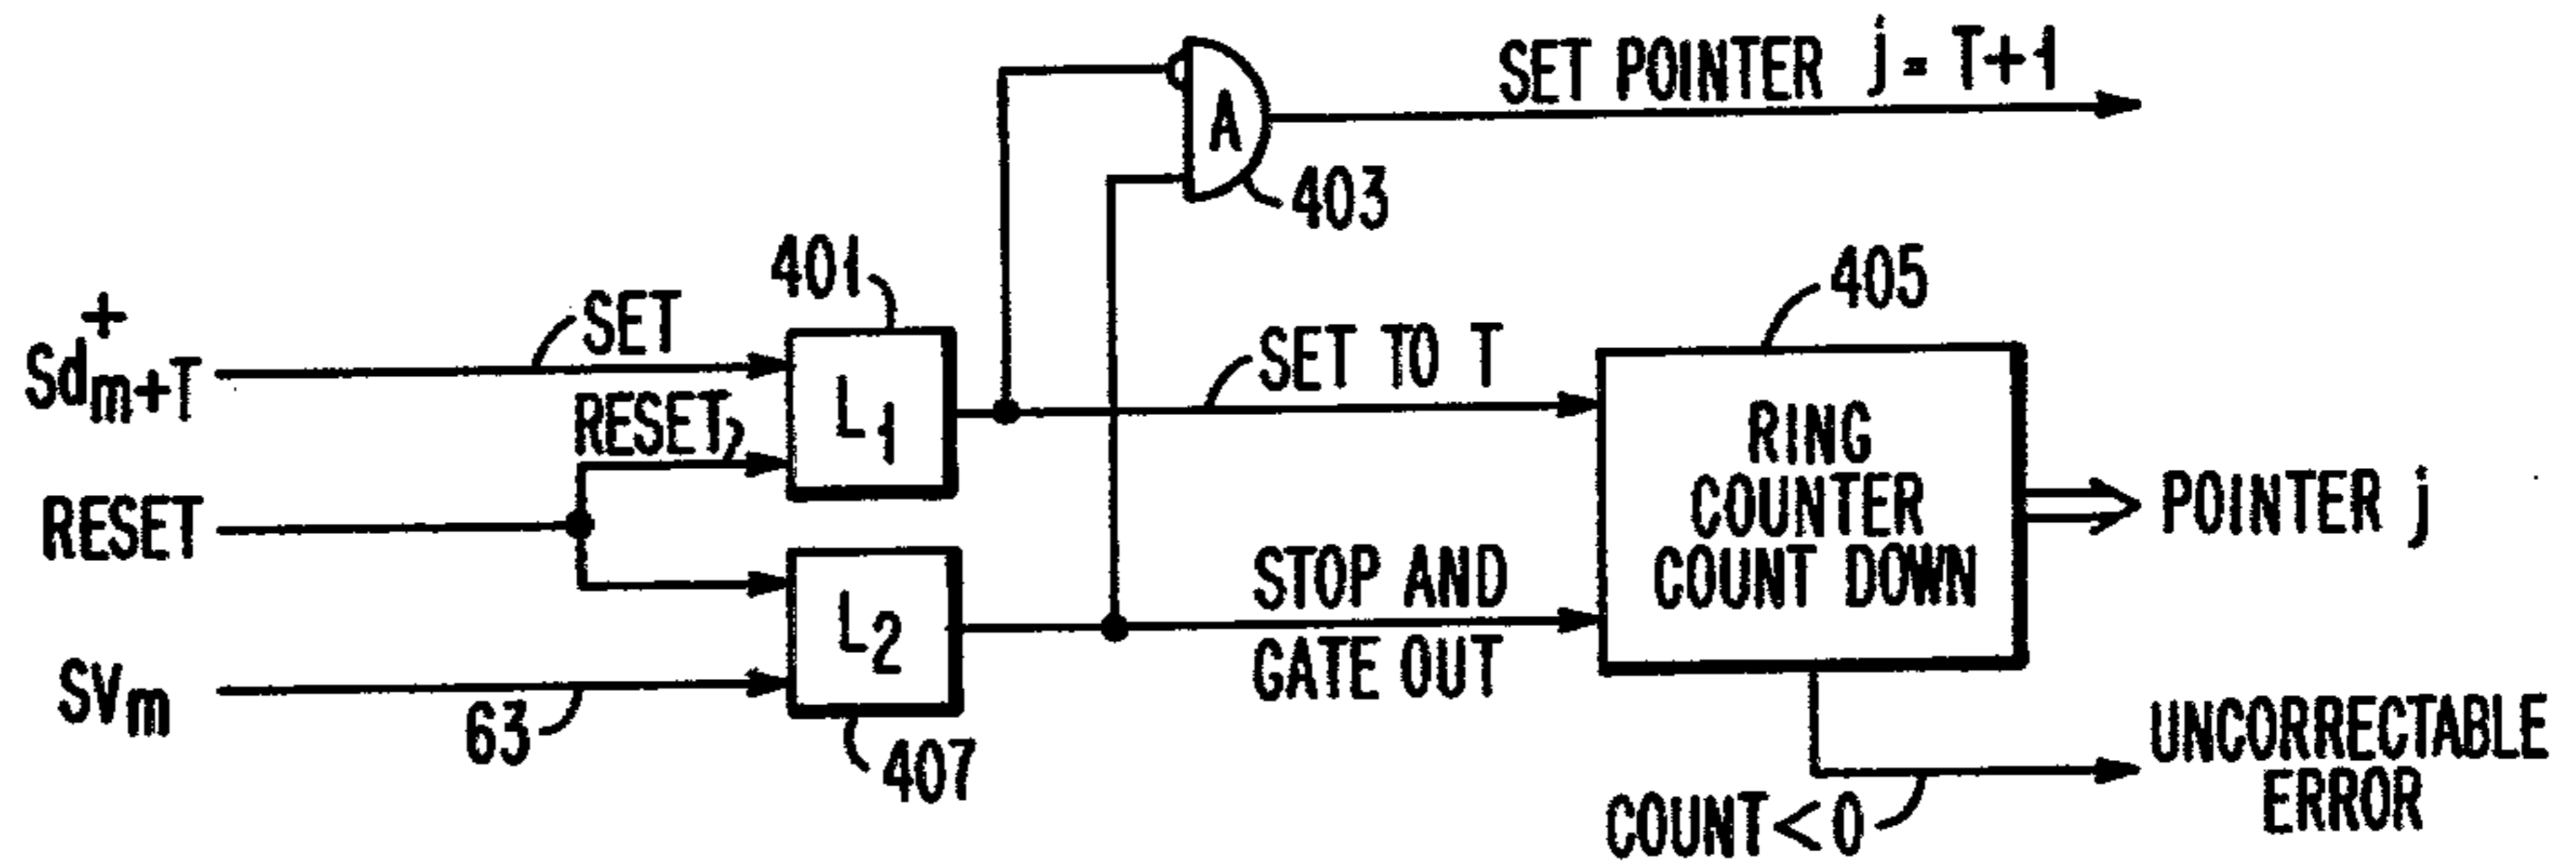 SET POINTER j = T+1
A
403
401
405
Sd+m+T
SET
SET TO T
RESET
L1
RING
COUNTER
COUNT DOWN
RESET
POINTER j
STOP AND
GATE OUT
L2
SVm
63
407
UNCORRECTABLE
ERROR
COUNT<0